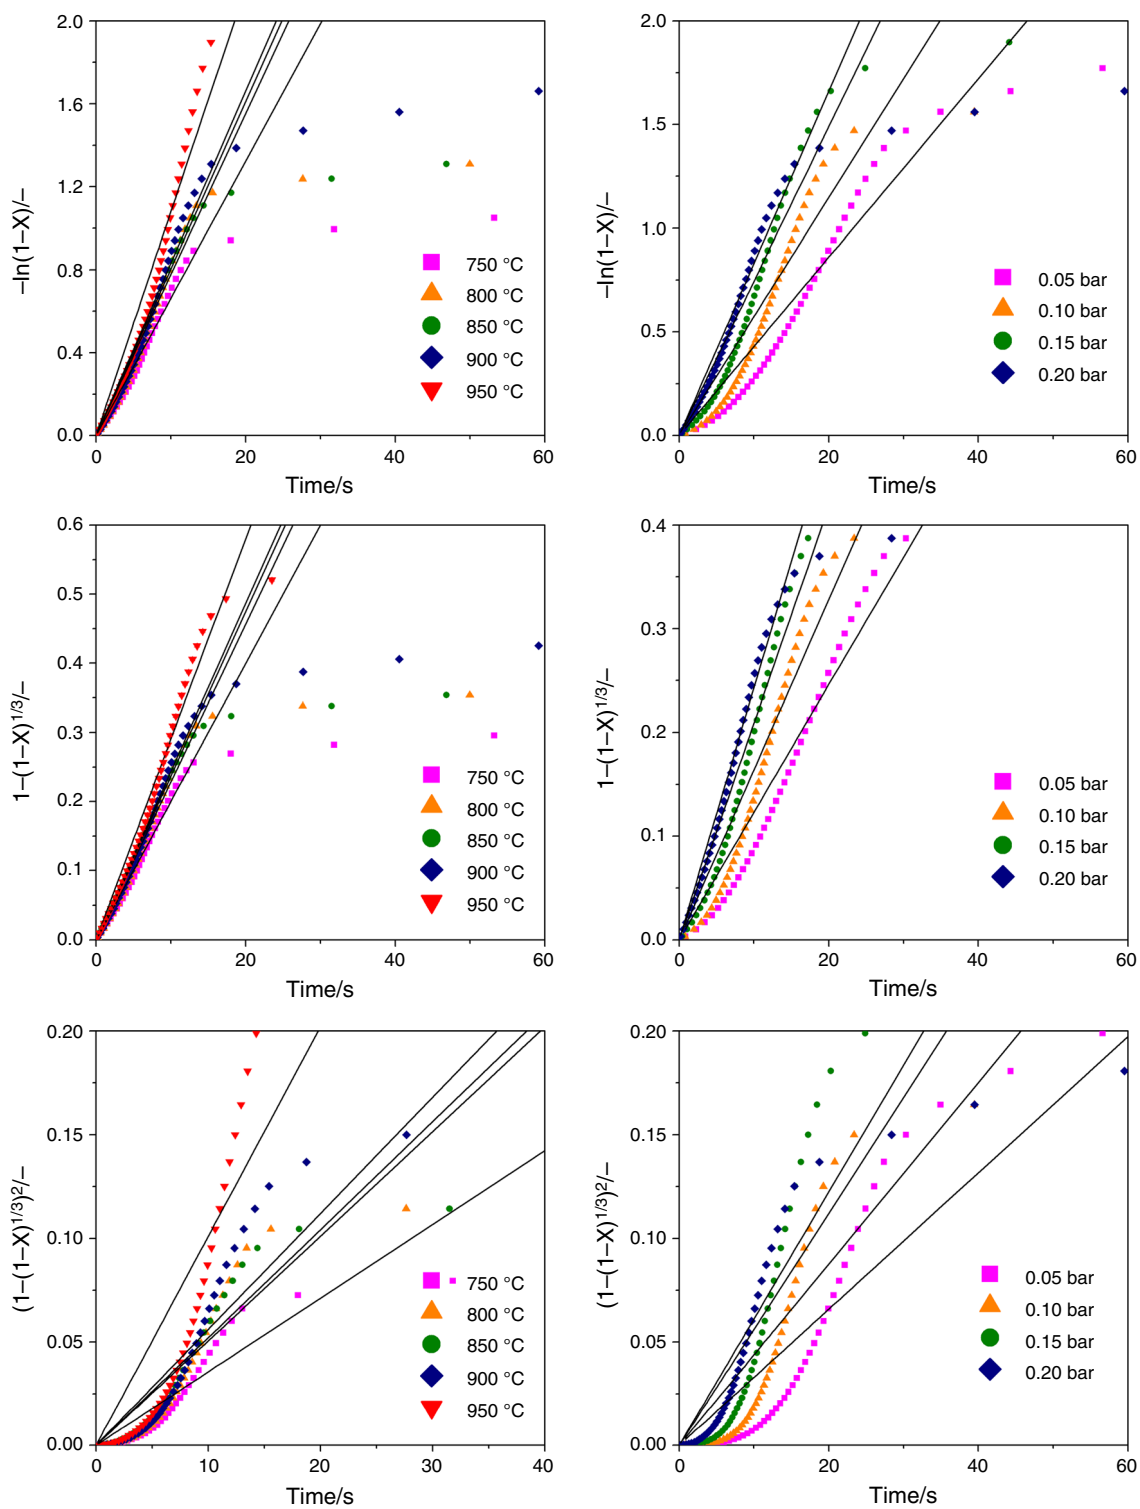 2.0
1.6
1.2
0.8
0.4
0.0
–ln(1–X)/–
750 °C
800 °C
850 °C
900 °C
950 °C
0 20 40 60
Time/s
2.0
1.5
1.0
0.5
0.0
–ln(1–X)/–
0.05 bar
0.10 bar
0.15 bar
0.20 bar
0 20 40 60
Time/s
0.6
0.5
0.4
0.3
0.2
0.1
0.0
1–(1–X)^1/3/–
750 °C
800 °C
850 °C
900 °C
950 °C
0 20 40 60
Time/s
0.4
0.3
0.2
0.1
0.0
1–(1–X)^1/3/–
0.05 bar
0.10 bar
0.15 bar
0.20 bar
0 20 40 60
Time/s
0.20
0.15
0.10
0.05
0.00
(1–(1–X)^1/3)^2/–
750 °C
800 °C
850 °C
900 °C
950 °C
0 10 20 30 40
Time/s
0.20
0.15
0.10
0.05
0.00
(1–(1–X)^1/3)^2/–
0.05 bar
0.10 bar
0.15 bar
0.20 bar
0 20 40 60
Time/s